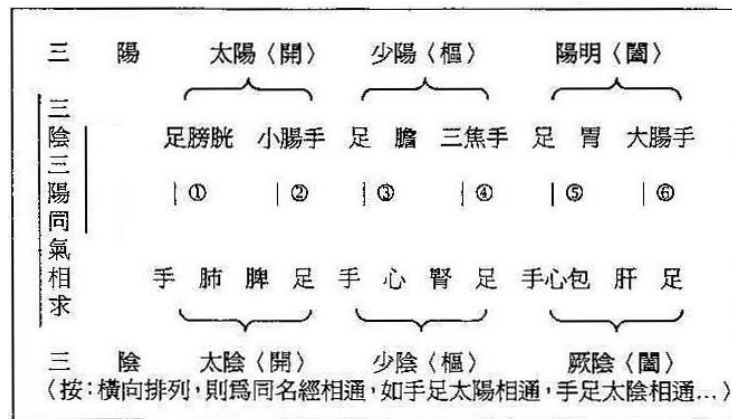 三　陽　太陽〈開〉　少陽〈樞〉　陽明〈闔〉
三陰三陽同氣相求
足膀胱　小腸手　足　膽　三焦手　足　胃　大腸手
①　②　③　④　⑤　⑥
手　肺　脾　足　手　心　腎　足　手心包　肝　足
三　陰　太陰〈開〉　少陰〈樞〉　厥陰〈闔〉
〈按：橫向排列，則爲同名經相通，如手足太陽相通，手足太陰相通…〉